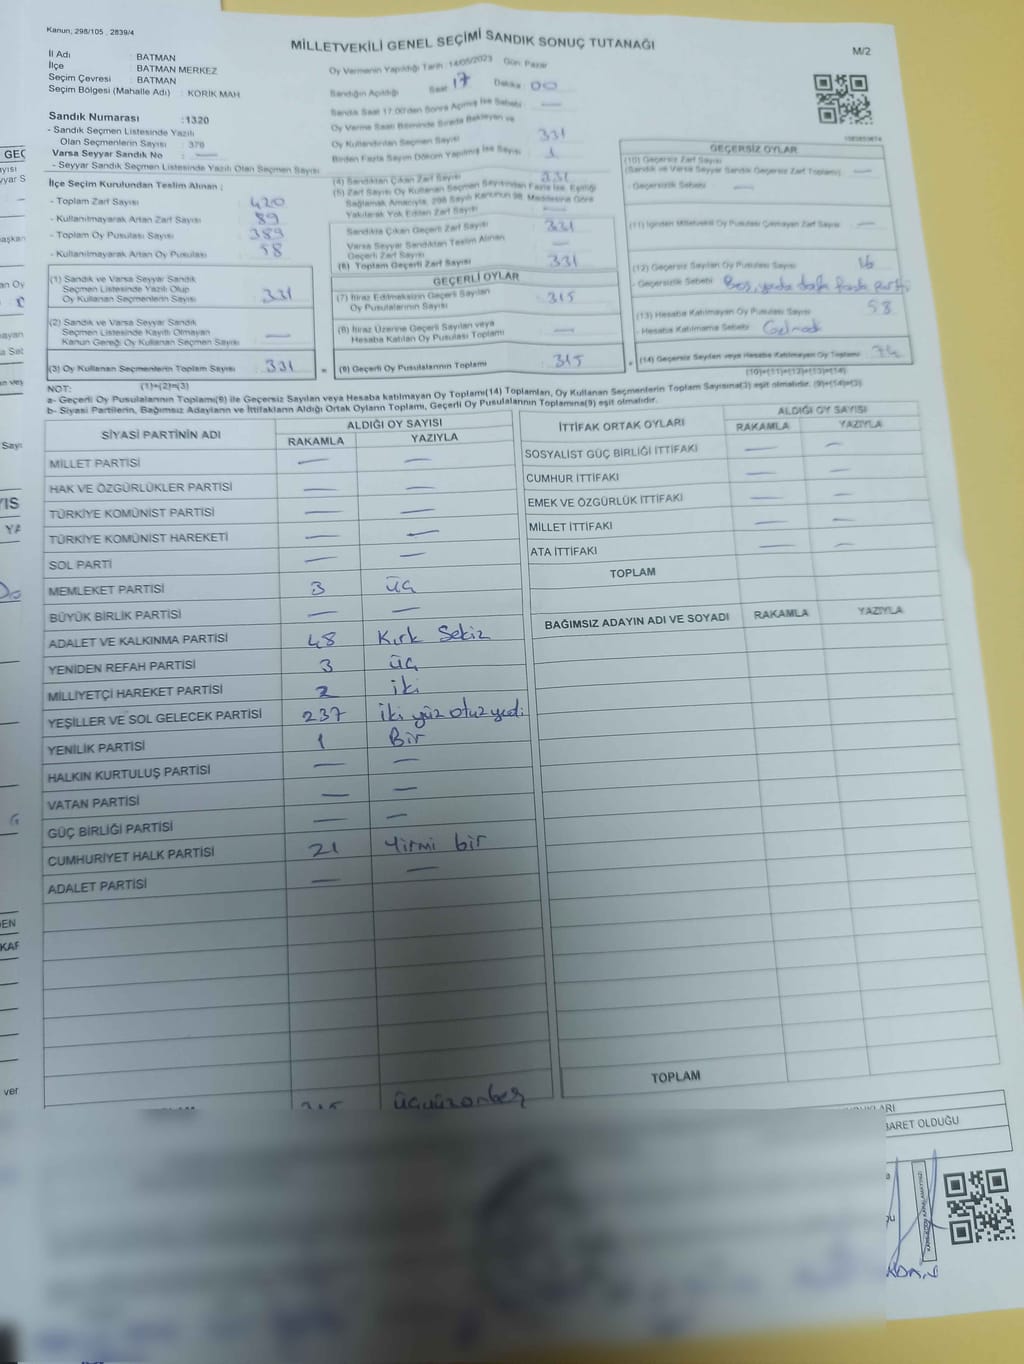 Kanun, 298/105 . 2839/4
MİLLETVEKİLİ GENEL SEÇİMİ SANDIK SONUÇ TUTANAĞI
M/2
İl Adı : BATMAN
İlçe : BATMAN MERKEZ
Seçim Çevresi : BATMAN
Seçim Bölgesi (Mahalle Adı) : KORİK MAH
Sandık Numarası :1320
- Sandık Seçmen Listesinde Yazılı
Olan Seçmenlerin Sayısı : 370
Varsa Seyyar Sandık No : —
- Seyyar Sandık Seçmen Listesinde Yazılı Olan Seçmen Sayısı
Oy Vermenin Yapıldığı Tarih : 14/05/2023 Gün: Pazar
Sandığın Açıldığı Saat 17 Dakika 00
Sandık Saat 17:00'den Sonra Açılmış İse Sebebi —
Oy Verme Saati Bitiminde Sırada Bekleyen ve
Oy Kullandırılan Seçmen Sayısı 331
Birden Fazla Sayım Döküm Yapılmış İse Sayısı 1
İlçe Seçim Kurulundan Teslim Alınan :
- Toplam Zarf Sayısı 420
- Kullanılmayarak Artan Zarf Sayısı 89
- Toplam Oy Pusulası Sayısı 389
- Kullanılmayarak Artan Oy Pusulası 58
(4) Sandıktan Çıkan Zarf Sayısı 331
(5) Zarf Sayısı Oy Kullanan Seçmen Sayısından Fazla İse, Eşitliği
Sağlamak Amacıyla, 298 Sayılı Kanunun 98. Maddesine Göre
Yakılarak Yok Edilen Zarf Sayısı —
Sandıkta Çıkan Geçerli Zarf Sayısı 331
Varsa Seyyar Sandıktan Teslim Alınan
Geçerli Zarf Sayısı —
(6) Toplam Geçerli Zarf Sayısı 331
GEÇERSİZ OYLAR
(10) Geçersiz Zarf Sayısı
(Sandık ve Varsa Seyyar Sandık Geçersiz Zarf Toplamı) —
- Geçersizlik Sebebi —
(11) İçinden Milletvekili Oy Pusulası Çıkmayan Zarf Sayısı —
(12) Geçersiz Sayılan Oy Pusulası Sayısı 16
- Geçersizlik Sebebi
(13) Hesaba Katılmayan Oy Pusulası Sayısı 58
- Hesaba Katılmama Sebebi Gelmedi
(14) Geçersiz Sayılan veya Hesaba Katılmayan Oy Toplamı 74
(10)+(11)+(12)+(13)=(14)
(1) Sandık ve Varsa Seyyar Sandık
Seçmen Listesinde Yazılı Olup
Oy Kullanan Seçmenlerin Sayısı 331
(2) Sandık ve Varsa Seyyar Sandık
Seçmen Listesinde Kayıtlı Olmayan
Kanun Gereği Oy Kullanan Seçmen Sayısı —
(3) Oy Kullanan Seçmenlerin Toplam Sayısı 331
(1)+(2)=(3)
GEÇERLİ OYLAR
(7) İtiraz Edilmeksizin Geçerli Sayılan
Oy Pusulalarının Sayısı 315
(8) İtiraz Üzerine Geçerli Sayılan veya
Hesaba Katılan Oy Pusulası Toplamı —
(9) Geçerli Oy Pusulalarının Toplamı 315
NOT:
a- Geçerli Oy Pusulalarının Toplamı(9) ile Geçersiz Sayılan veya Hesaba katılmayan Oy Toplamı(14) Toplamları, Oy Kullanan Seçmenlerin Toplam Sayısına(3) eşit olmalıdır. (9)+(14)=(3)
b- Siyasi Partilerin, Bağımsız Adayların ve İttifakların Aldığı Ortak Oyların Toplamı, Geçerli Oy Pusulalarının Toplamına(9) eşit olmalıdır.
SİYASİ PARTİNİN ADI ALDIĞI OY SAYISI
RAKAMLA YAZIYLA
MİLLET PARTİSİ — —
HAK VE ÖZGÜRLÜKLER PARTİSİ — —
TÜRKİYE KOMÜNİST PARTİSİ — —
TÜRKİYE KOMÜNİST HAREKETİ — —
SOL PARTİ — —
MEMLEKET PARTİSİ 3 üç
BÜYÜK BİRLİK PARTİSİ — —
ADALET VE KALKINMA PARTİSİ 48 Kırk Sekiz
YENİDEN REFAH PARTİSİ 3 üç
MİLLİYETÇİ HAREKET PARTİSİ 2 iki
YEŞİLLER VE SOL GELECEK PARTİSİ 237 iki yüz otuz yedi
YENİLİK PARTİSİ 1 Bir
HALKIN KURTULUŞ PARTİSİ — —
VATAN PARTİSİ — —
GÜÇ BİRLİĞİ PARTİSİ — —
CUMHURİYET HALK PARTİSİ 21 Yirmi bir
ADALET PARTİSİ — —
315 üçyüzonbeş
İTTİFAK ORTAK OYLARI ALDIĞI OY SAYISI
RAKAMLA YAZIYLA
SOSYALİST GÜÇ BİRLİĞİ İTTİFAKI — —
CUMHUR İTTİFAKI — —
EMEK VE ÖZGÜRLÜK İTTİFAKI — —
MİLLET İTTİFAKI — —
ATA İTTİFAKI — —
TOPLAM
BAĞIMSIZ ADAYIN ADI VE SOYADI RAKAMLA YAZIYLA
TOPLAM
BARET OLDUĞU